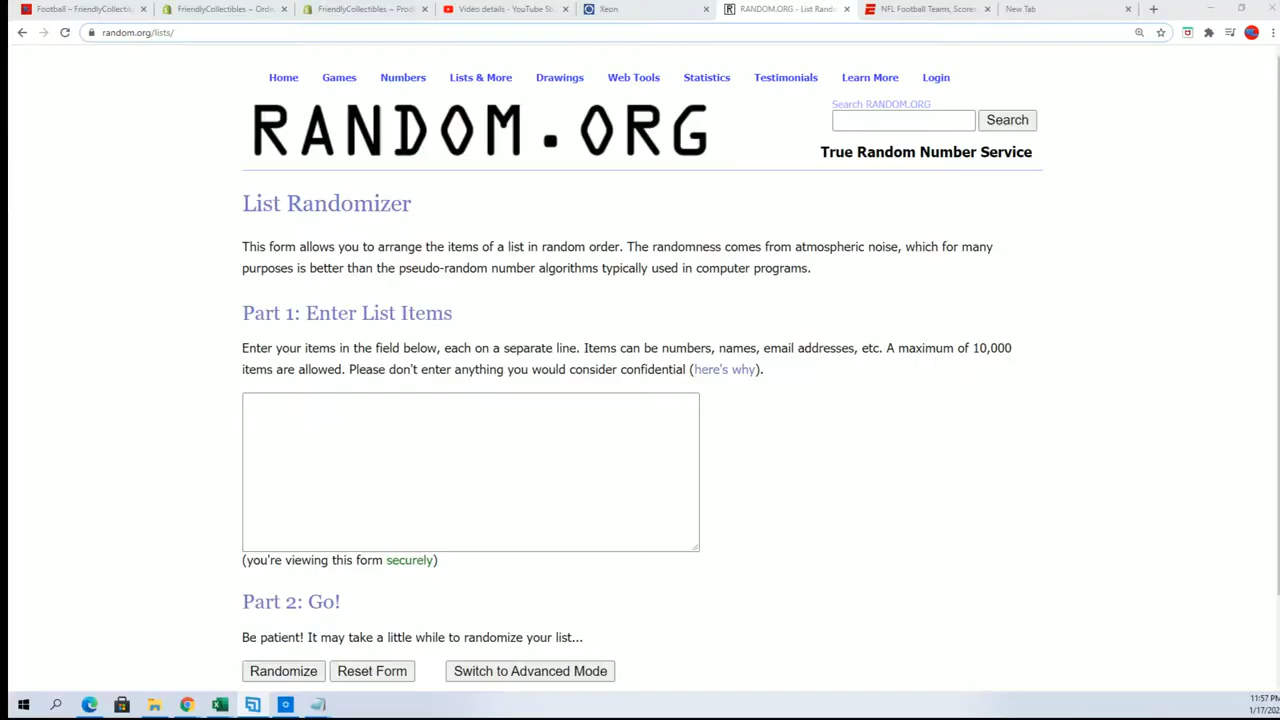 Football ~ FriendlyCollectib
FriendlyCollectibles ~ Orde
FriendlyCollectibles ~ Prod
Video details - YouTube St
Xeon
RANDOM.ORG - List Rando
NFL Football Teams, Scores
New Tab
random.org/lists/
Home Games Numbers Lists & More Drawings Web Tools Statistics Testimonials Learn More Login
RANDOM.ORG
Search RANDOM.ORG
Search
True Random Number Service
List Randomizer
This form allows you to arrange the items of a list in random order. The randomness comes from atmospheric noise, which for many
purposes is better than the pseudo-random number algorithms typically used in computer programs.
Part 1: Enter List Items
Enter your items in the field below, each on a separate line. Items can be numbers, names, email addresses, etc. A maximum of 10,000
items are allowed. Please don't enter anything you would consider confidential (here's why).
(you're viewing this form securely)
Part 2: Go!
Be patient! It may take a little while to randomize your list...
Randomize Reset Form Switch to Advanced Mode
11:57 PM
1/17/202